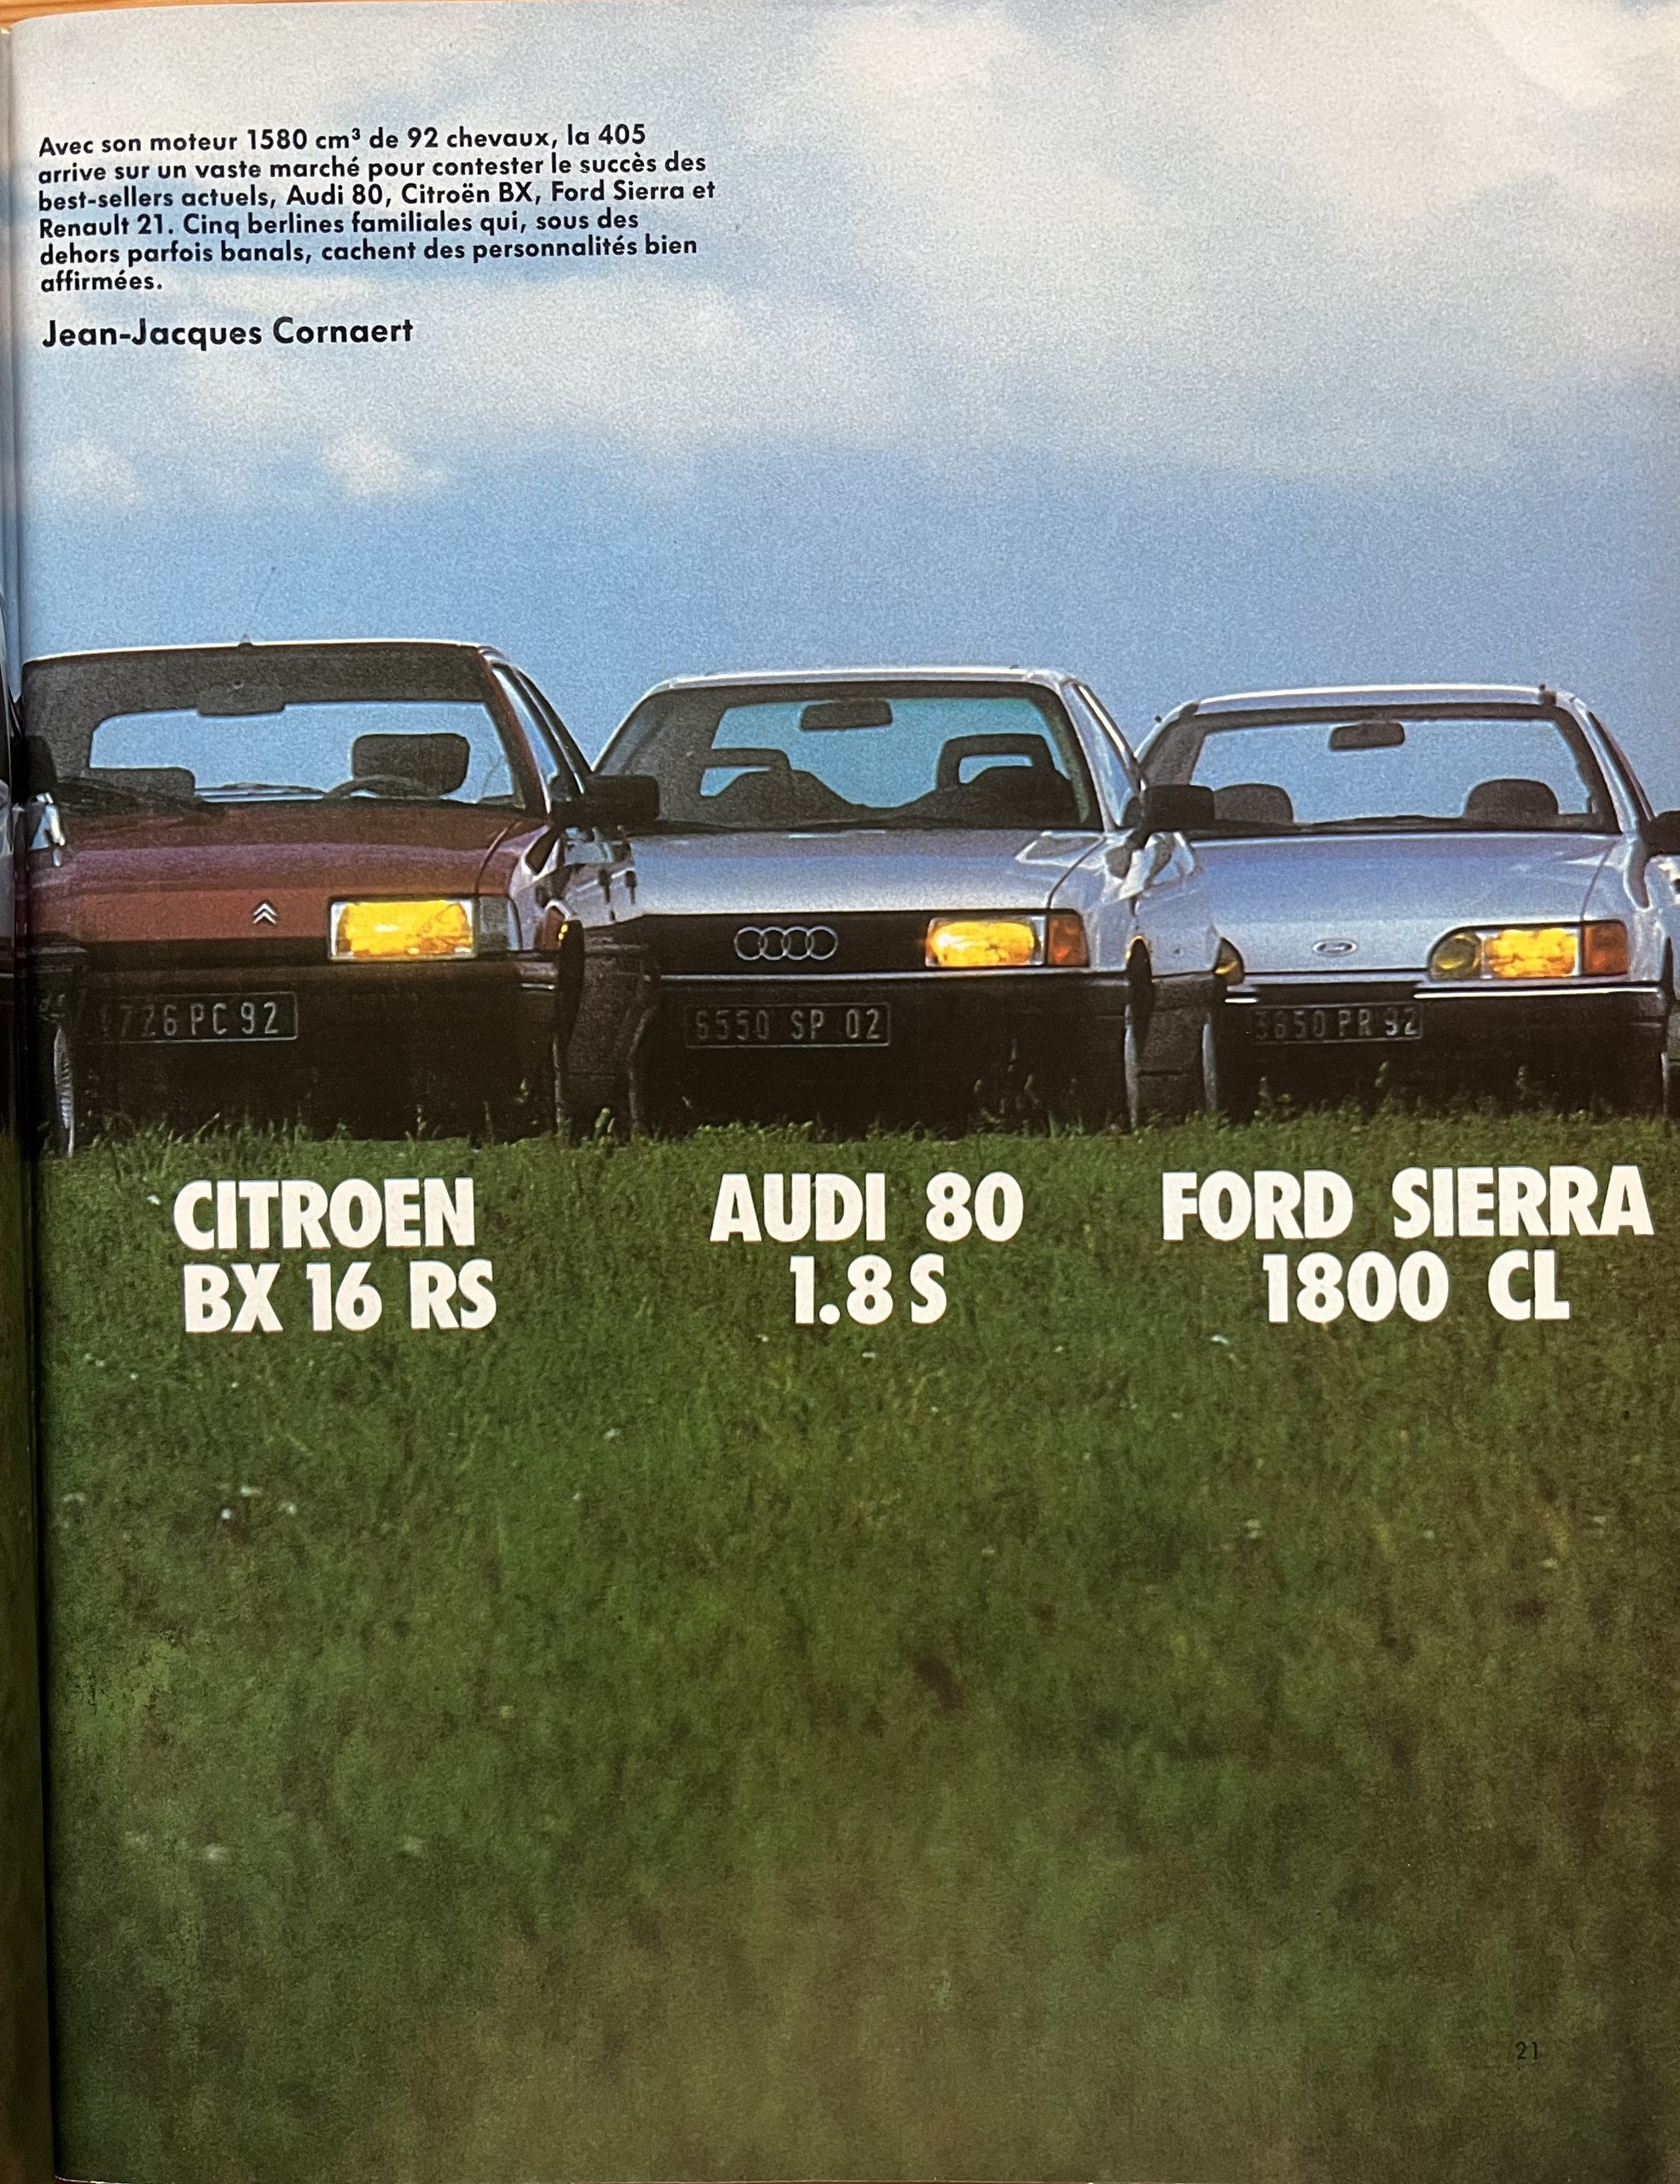 Avec son moteur 1580 cm³ de 92 chevaux, la 405
arrive sur un vaste marché pour contester le succès des
best-sellers actuels, Audi 80, Citroën BX, Ford Sierra et
Renault 21. Cinq berlines familiales qui, sous des
dehors parfois banals, cachent des personnalités bien
affirmées.
Jean-Jacques Cornaert
726 PC 92
6550 SP 02
3650 PR 92
CITROEN
BX 16 RS
AUDI 80
1.8 S
FORD SIERRA
1800 CL
21